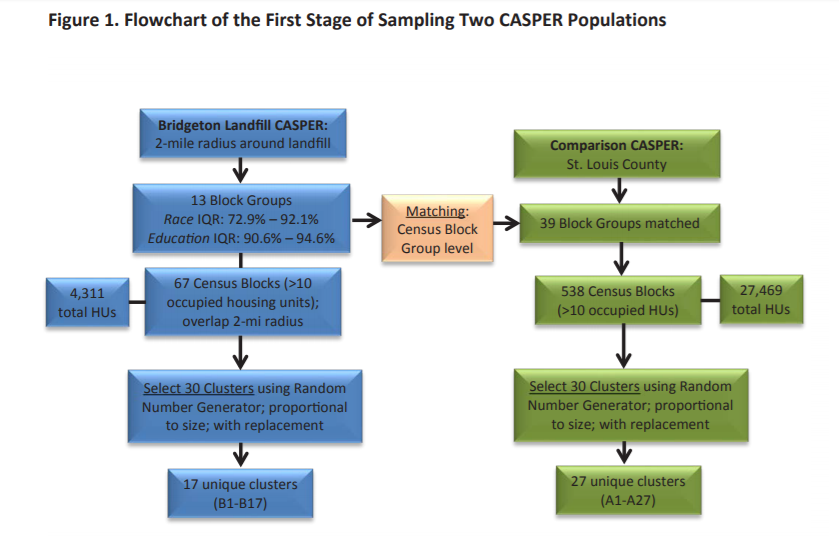 Figure 1. Flowchart of the First Stage of Sampling Two CASPER Populations
Bridgeton Landfill CASPER:
2-mile radius around landfill
13 Block Groups
Race IQR: 72.9% – 92.1%
Education IQR: 90.6% – 94.6%
67 Census Blocks (>10
occupied housing units);
overlap 2-mi radius
4,311
total HUs
Select 30 Clusters using Random
Number Generator; proportional
to size; with replacement
17 unique clusters
(B1-B17)
Matching:
Census Block
Group level
Comparison CASPER:
St. Louis County
39 Block Groups matched
538 Census Blocks
(>10 occupied HUs)
27,469
total HUs
Select 30 Clusters using Random
Number Generator; proportional
to size; with replacement
27 unique clusters
(A1-A27)